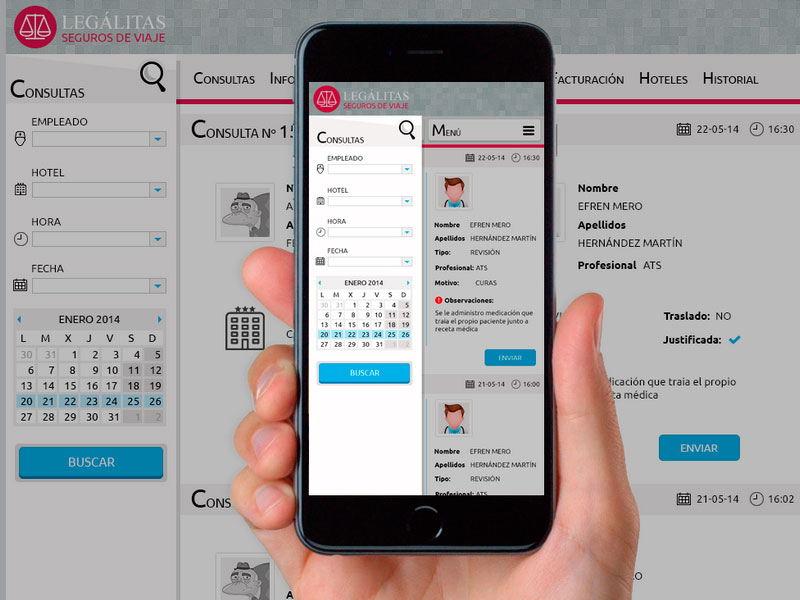 LEGÁLITAS
SEGUROS DE VIAJE
CONSULTAS
EMPLEADO
HOTEL
HORA
FECHA
ENERO 2014
L M X J V S D
30 31 1 2 3 4 5
6 7 8 9 10 11 12
13 14 15 16 17 18 19
20 21 22 23 24 25 26
27 28 29 30 31 1 2
BUSCAR
CONSULTAS
FACTURACIÓN HOTELES HISTORIAL
CONSULTA Nº
22-05-14 16:30
Nombre
EFREN MERO
Apellidos
HERNÁNDEZ MARTÍN
Profesional ATS
Traslado: NO
Justificada:
que traia el propio
médica
ENVIAR
21-05-14 16:02
LEGÁLITAS
SEGUROS DE VIAJE
CONSULTAS
EMPLEADO
HOTEL
HORA
FECHA
ENERO 2014
L M X J V S D
30 31 1 2 3 4 5
6 7 8 9 10 11 12
13 14 15 16 17 18 19
20 21 22 23 24 25 26
27 28 29 30 31 1 2
BUSCAR
MENÚ
22-05-14 16:30
Nombre EFREN MERO
Apellidos HERNÁNDEZ MARTÍN
Tipo: REVISIÓN
Profesional: ATS
Motivo: CURAS
Observaciones:
Se le administro medicación que
traia el propio paciente junto a
receta médica
ENVIAR
21-05-14 16:00
Nombre EFREN MERO
Apellidos HERNÁNDEZ MARTÍN
Tipo: REVISIÓN
Profesional: ATS